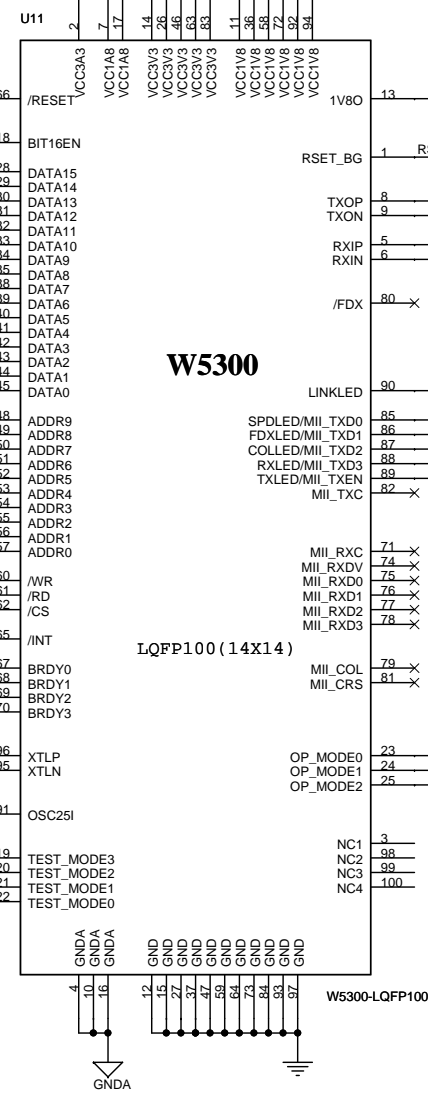 U11
2 7 17 14 26 46 63 83 11 36 58 72 92 94
VCC3A3 VCC1A8 VCC1A8 VCC3V3 VCC3V3 VCC3V3 VCC3V3 VCC3V3 VCC1V8 VCC1V8 VCC1V8 VCC1V8 VCC1V8 VCC1V8
/RESET 1V8O 13
BIT16EN
RSET_BG 1
DATA15
DATA14
DATA13 TXOP 8
DATA12 TXON 9
DATA11
DATA10 RXIP 5
DATA9 RXIN 6
DATA8
DATA7
DATA6 /FDX 80
DATA5
DATA4
DATA3
DATA2
W5300
DATA1
DATA0 LINKLED 90
ADDR9 SPDLED/MII_TXD0 85
ADDR8 FDXLED/MII_TXD1 86
ADDR7 COLLED/MII_TXD2 87
ADDR6 RXLED/MII_TXD3 88
ADDR5 TXLED/MII_TXEN 89
ADDR4 MII_TXC 82
ADDR3
ADDR2
ADDR1
ADDR0 MII_RXC 71
MII_RXDV 74
/WR MII_RXD0 75
/RD MII_RXD1 76
/CS MII_RXD2 77
MII_RXD3 78
/INT
LQFP100(14X14)
BRDY0 MII_COL 79
BRDY1 MII_CRS 81
BRDY2
BRDY3
XTLP OP_MODE0 23
XTLN OP_MODE1 24
OP_MODE2 25
OSC25I
NC1 3
TEST_MODE3 NC2 98
TEST_MODE2 NC3 99
TEST_MODE1 NC4 100
TEST_MODE0
GNDA GNDA GNDA GND GND GND GND GND GND GND GND GND GND GND
4 10 16 12 15 27 37 47 59 64 73 84 93 97
W5300-LQFP100
GNDA